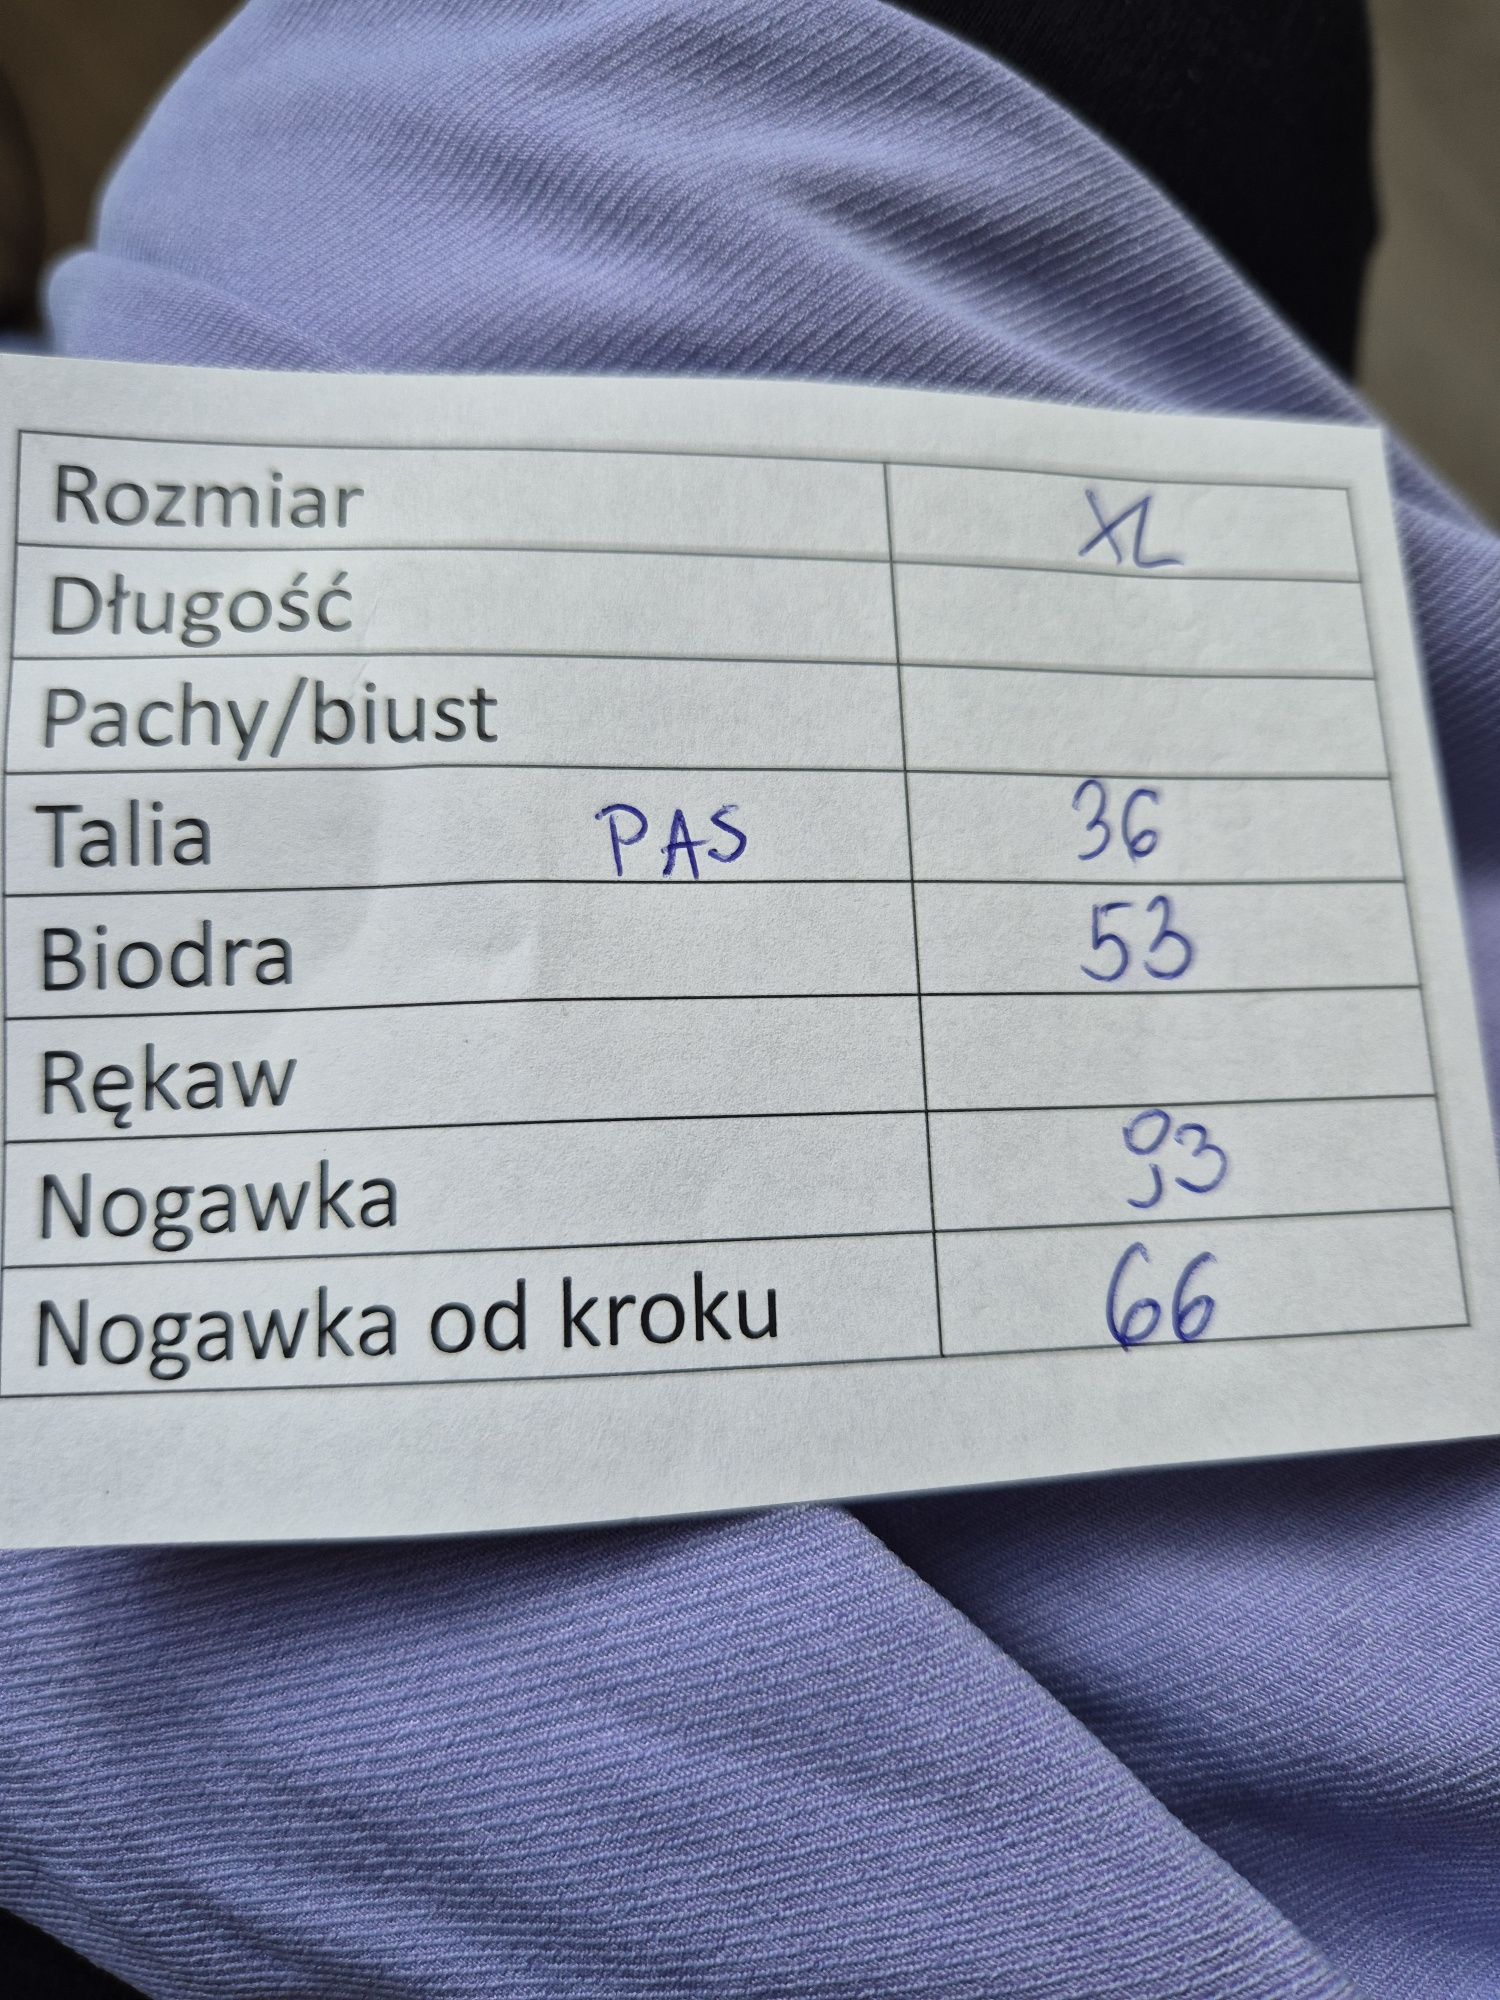 Rozmiar XL
Długość
Pachy/biust
Talia PAS 36
Biodra 53
Rękaw
Nogawka 93
Nogawka od kroku 66